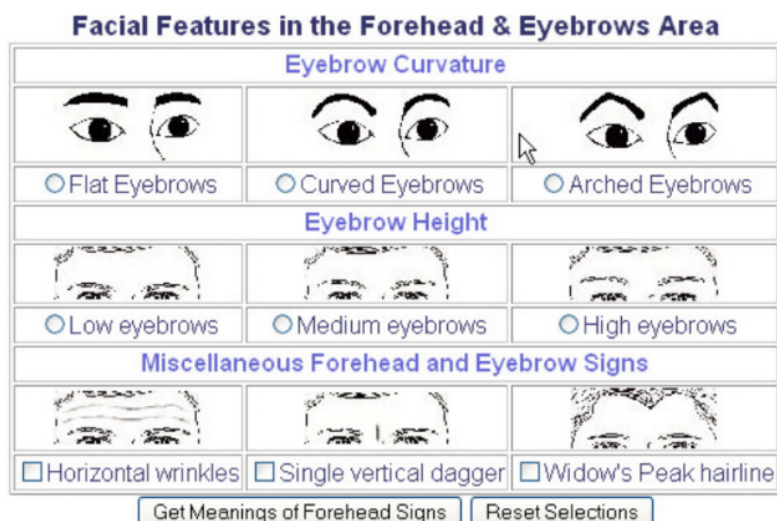 Facial Features in the Forehead & Eyebrows Area
Eyebrow Curvature
Flat Eyebrows Curved Eyebrows Arched Eyebrows
Eyebrow Height
Low eyebrows Medium eyebrows High eyebrows
Miscellaneous Forehead and Eyebrow Signs
Horizontal wrinkles Single vertical dagger Widow's Peak hairline
Get Meanings of Forehead Signs Reset Selections